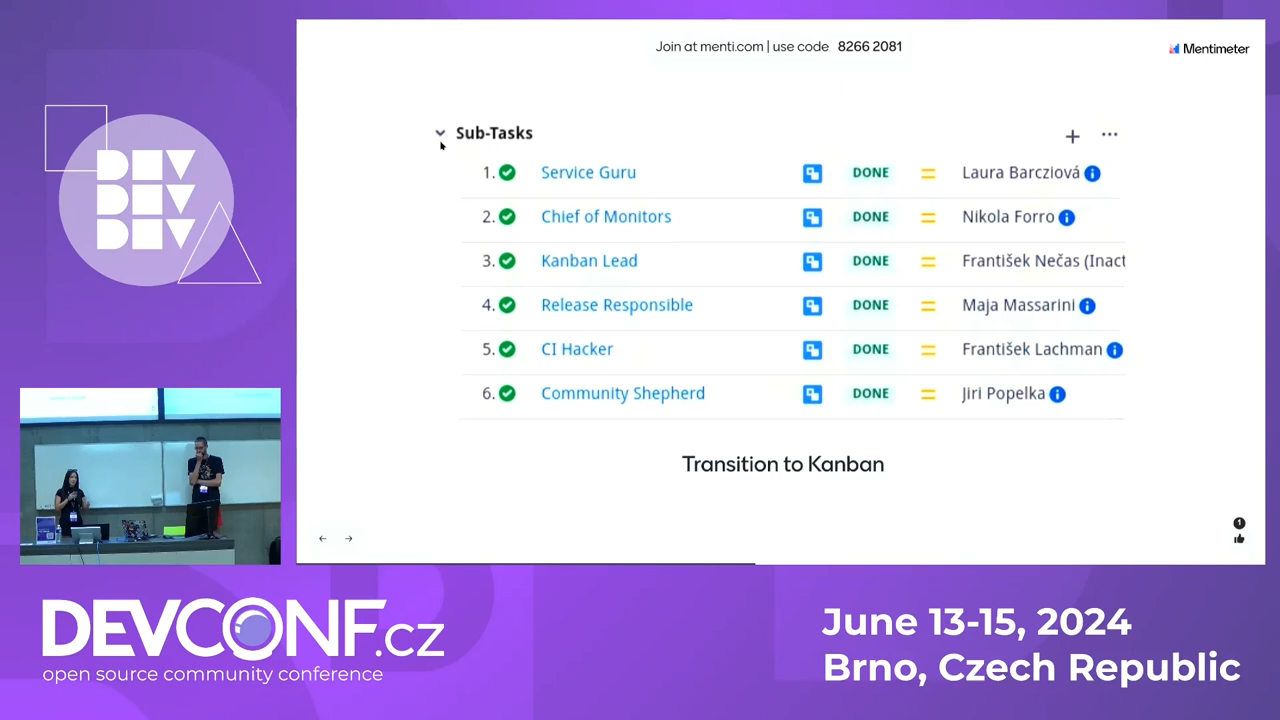 Join at menti.com | use code 8266 2081
Mentimeter
Sub-Tasks
1. Service Guru DONE Laura Barcziová
2. Chief of Monitors DONE Nikola Forro
3. Kanban Lead DONE František Nečas (Inact
4. Release Responsible DONE Maja Massarini
5. CI Hacker DONE František Lachman
6. Community Shepherd DONE Jiri Popelka
Transition to Kanban
1
DEV
DEV
DEV
DEVCONF.cz
open source community conference
June 13-15, 2024
Brno, Czech Republic